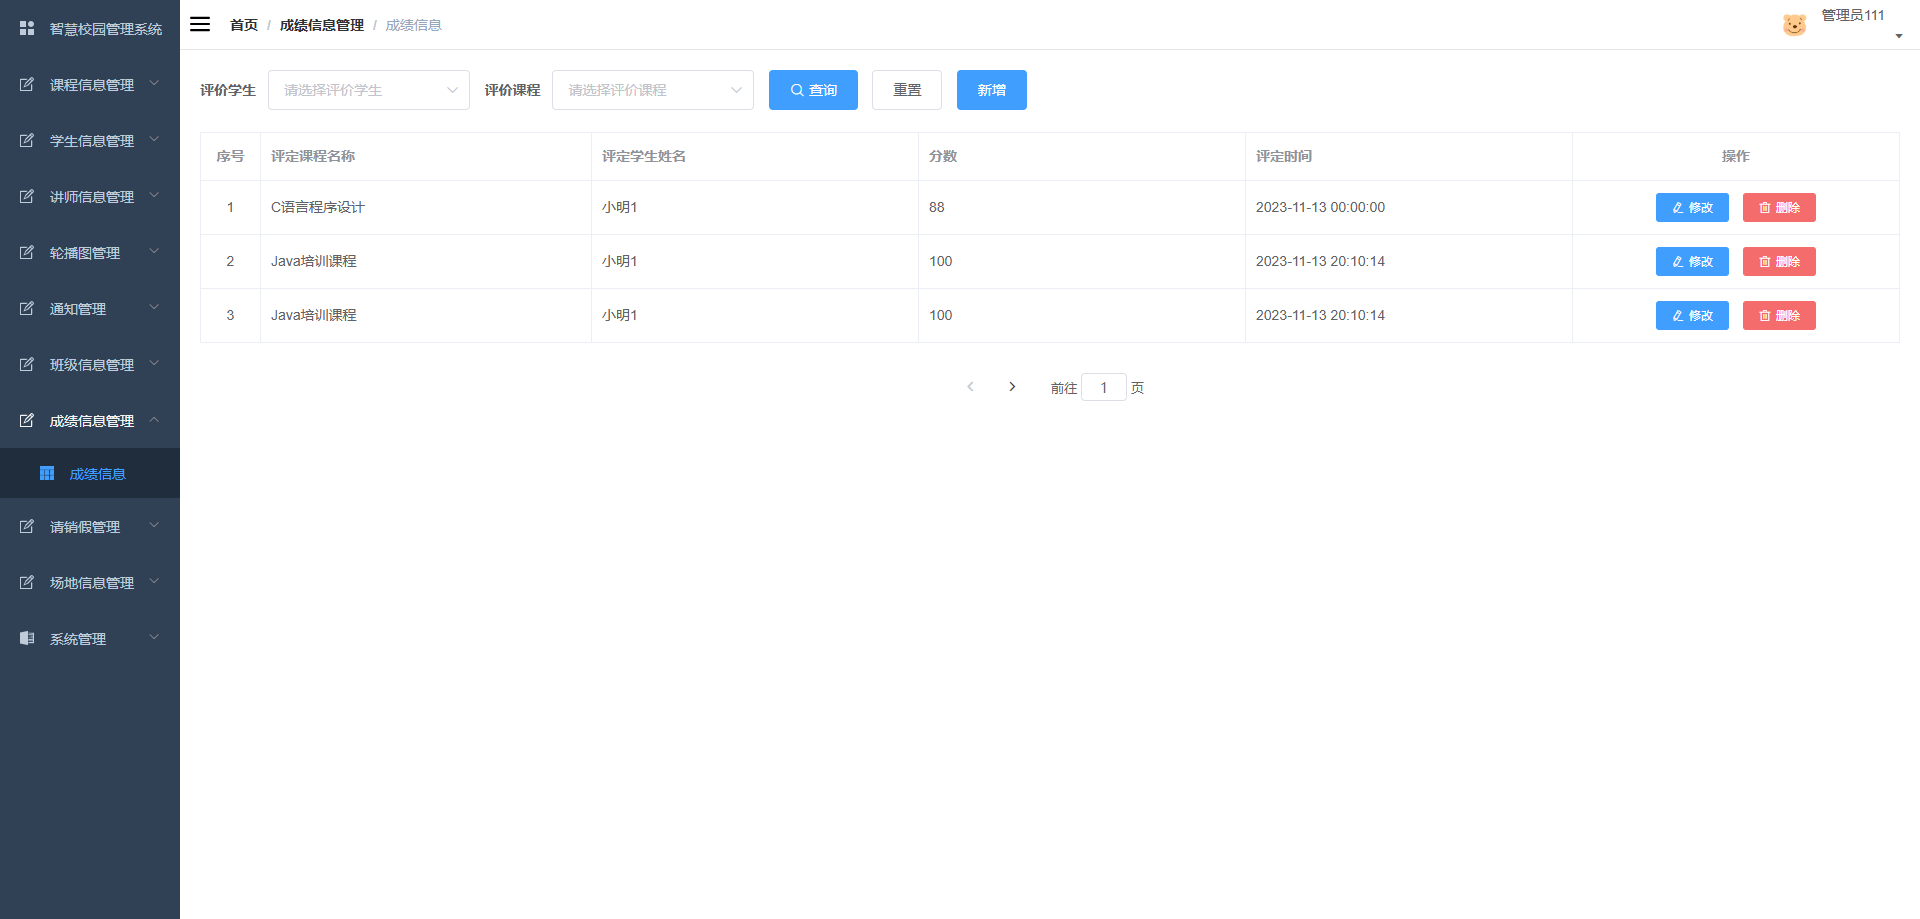 智慧校园管理系统
课程信息管理
学生信息管理
讲师信息管理
轮播图管理
通知管理
班级信息管理
成绩信息管理
成绩信息
请销假管理
场地信息管理
系统管理
首页 / 成绩信息管理 / 成绩信息
管理员111
评价学生 请选择评价学生 评价课程 请选择评价课程 查询 重置 新增
序号 评定课程名称 评定学生姓名 分数 评定时间 操作
1 C语言程序设计 小明1 88 2023-11-13 00:00:00 修改 删除
2 Java培训课程 小明1 100 2023-11-13 20:10:14 修改 删除
3 Java培训课程 小明1 100 2023-11-13 20:10:14 修改 删除
前往 1 页